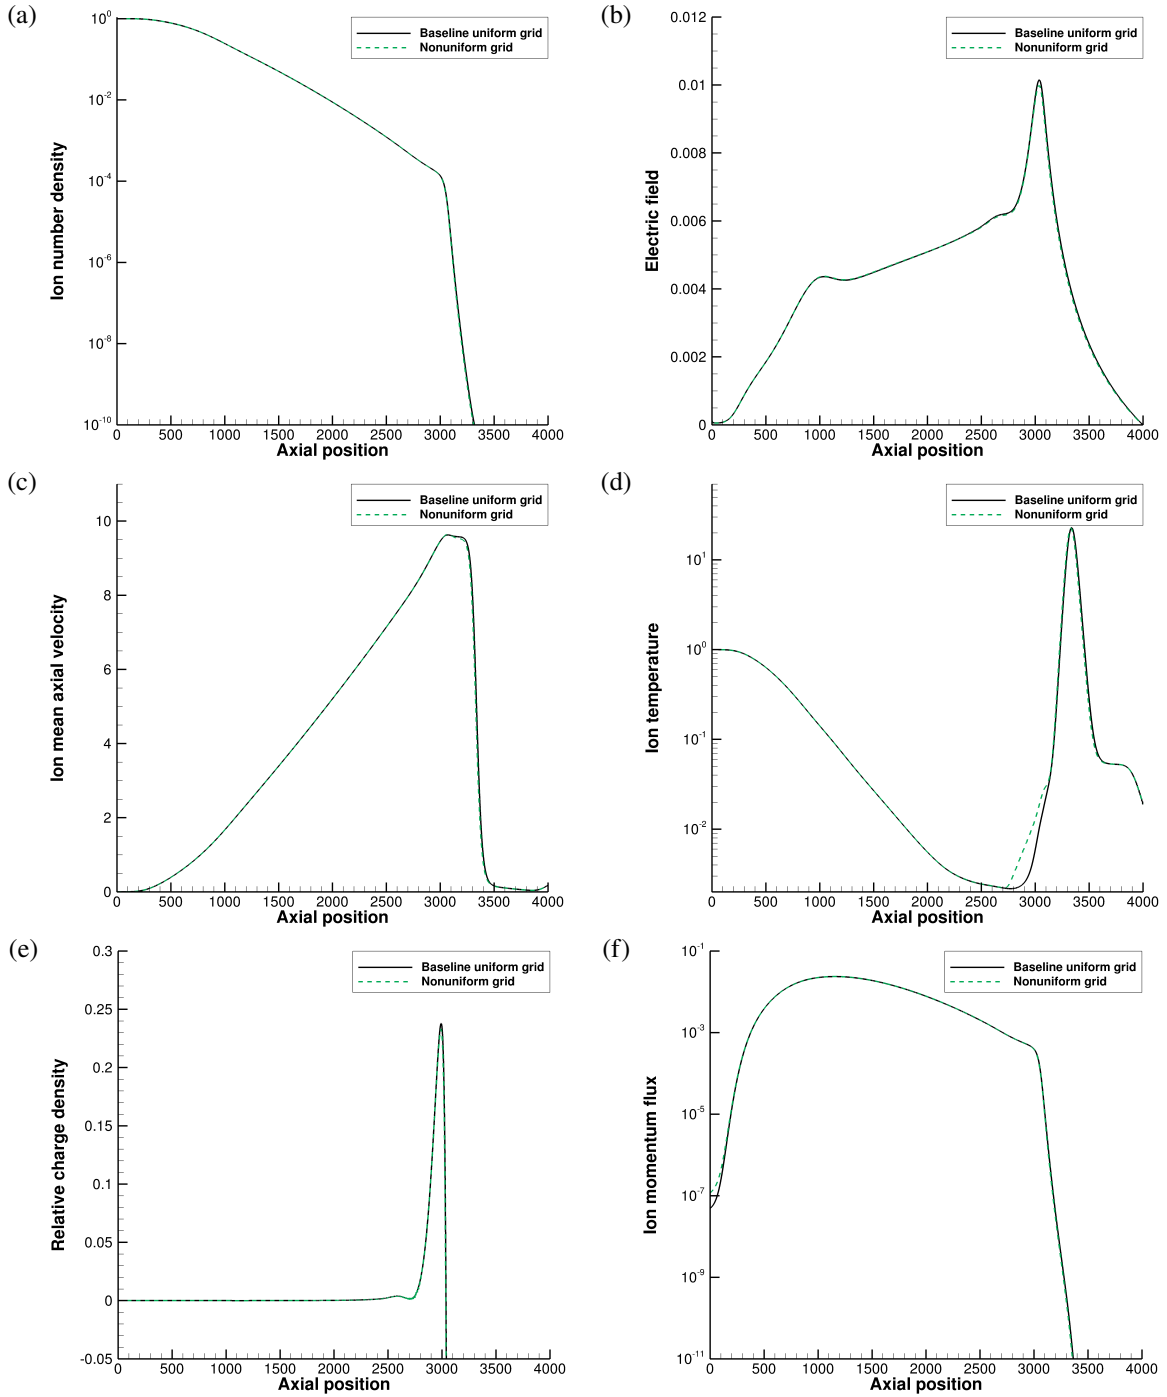 (a)
Ion number density
10^0
10^-2
10^-4
10^-6
10^-8
10^-10
0 500 1000 1500 2000 2500 3000 3500 4000
Axial position
Baseline uniform grid
Nonuniform grid
(b)
Electric field
0.012
0.01
0.008
0.006
0.004
0.002
0
0 500 1000 1500 2000 2500 3000 3500 4000
Axial position
Baseline uniform grid
Nonuniform grid
(c)
Ion mean axial velocity
10
8
6
4
2
0
0 500 1000 1500 2000 2500 3000 3500 4000
Axial position
Baseline uniform grid
Nonuniform grid
(d)
Ion temperature
10^1
10^0
10^-1
10^-2
0 500 1000 1500 2000 2500 3000 3500 4000
Axial position
Baseline uniform grid
Nonuniform grid
(e)
Relative charge density
0.3
0.25
0.2
0.15
0.1
0.05
0
-0.05
0 500 1000 1500 2000 2500 3000 3500 4000
Axial position
Baseline uniform grid
Nonuniform grid
(f)
Ion momentum flux
10^-1
10^-3
10^-5
10^-7
10^-9
10^-11
0 500 1000 1500 2000 2500 3000 3500 4000
Axial position
Baseline uniform grid
Nonuniform grid